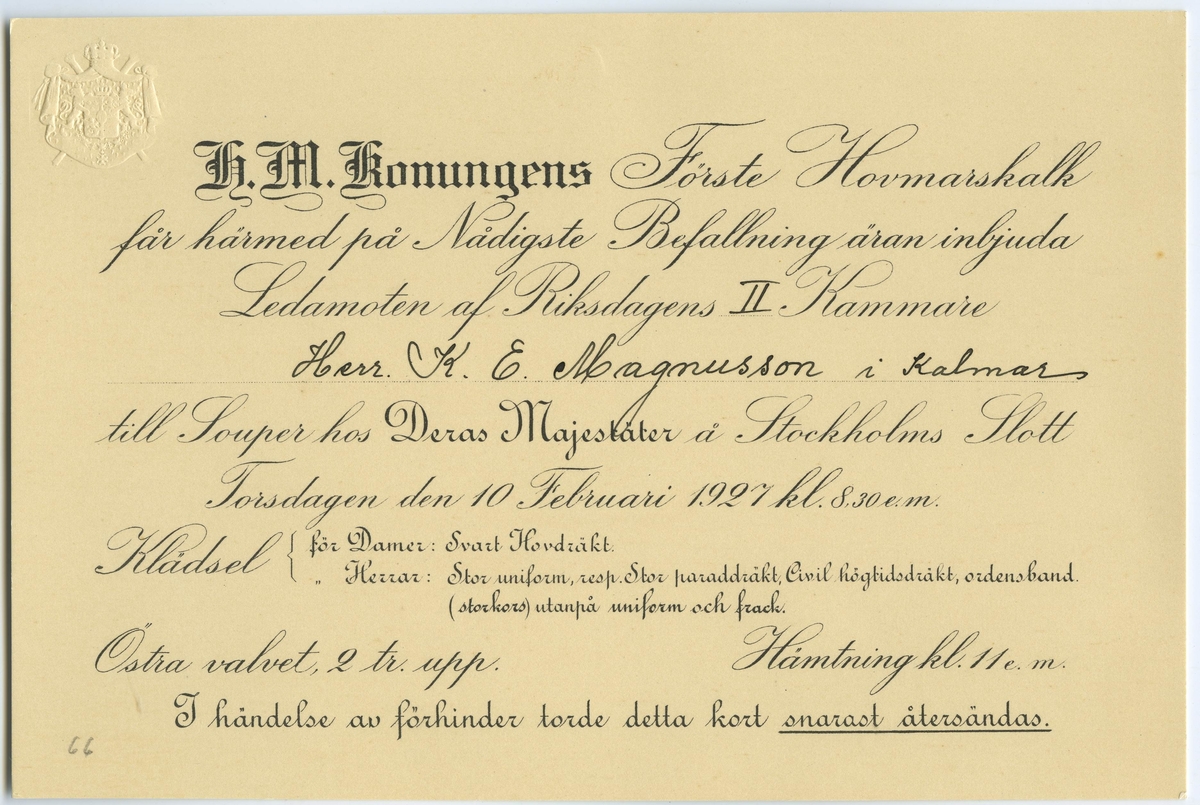 H. M. Konungens Förste Hovmarskalk
får härmed på Nådigste Befallning äran inbjuda
Ledamoten af Riksdagens II Kammare
Herr. K. E. Magnusson i Kalmar
till Souper hos Deras Majestäter å Stockholms Slott
Torsdagen den 10 Februari 1927 kl. 8,30 e.m.
Klädsel { för Damer: Svart Hovdräkt.
„ Herrar: Stor uniform, resp. Stor paraddräkt, Civil högtidsdräkt, ordensband.
(storkors) utanpå uniform och frack.
Östra valvet, 2 tr. upp. Hämtning kl. 11 e. m.
I händelse av förhinder torde detta kort snarast återsändas.
66